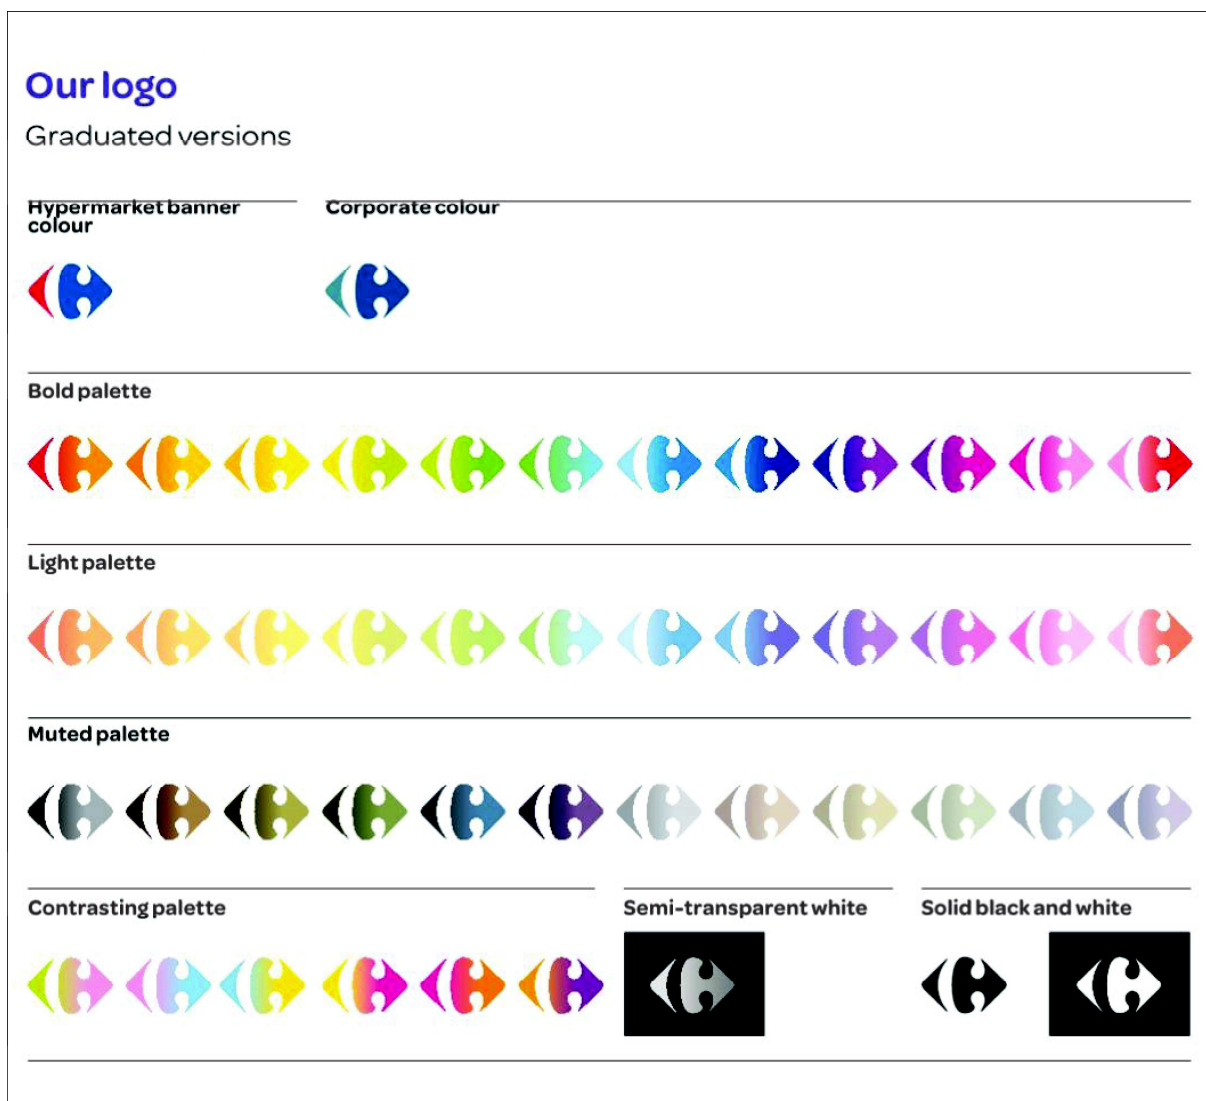 Our logo
Graduated versions
Hypermarket banner
colour
Corporate colour
Bold palette
Light palette
Muted palette
Contrasting palette
Semi-transparent white
Solid black and white